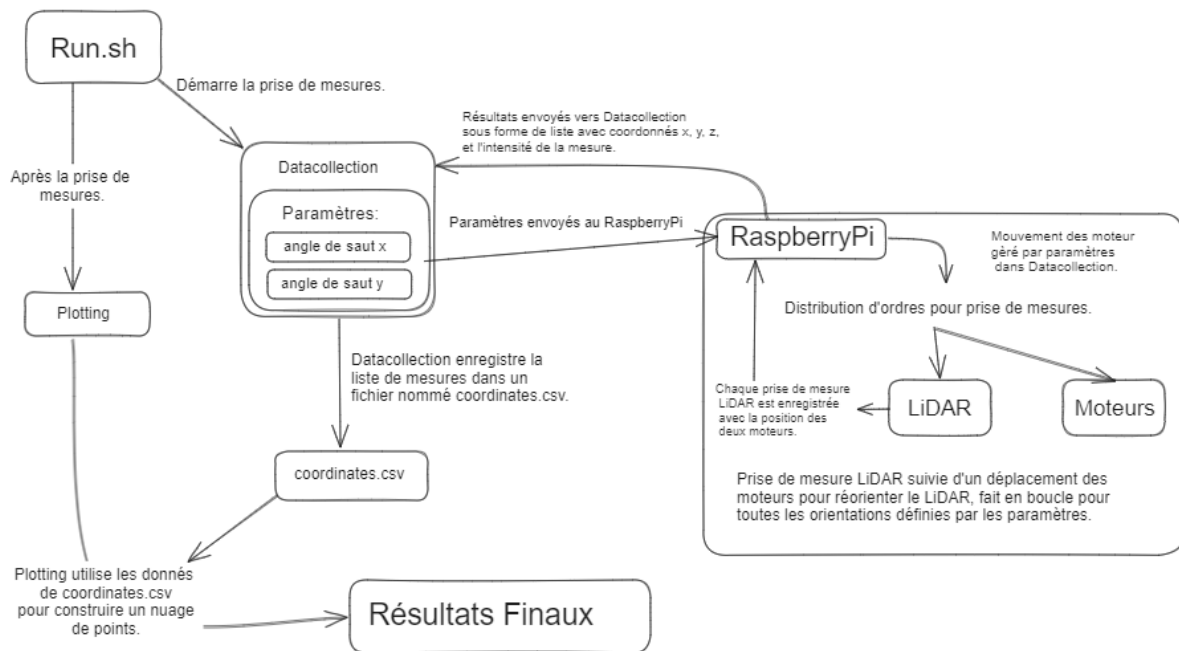 Run.sh
Démarre la prise de mesures.
Résultats envoyés vers Datacollection
sous forme de liste avec coordonnés x, y, z,
et l'intensité de la mesure.
Après la prise de
mesures.
Datacollection
Paramètres:
angle de saut x
angle de saut y
Paramètres envoyés au RaspberryPi
RaspberryPi
Mouvement des moteur
géré par paramètres
dans Datacollection.
Plotting
Distribution d'ordres pour prise de mesures.
Datacollection enregistre la
liste de mesures dans un
fichier nommé coordinates.csv.
Chaque prise de mesure
LiDAR est enregistrée
avec la position des
deux moteurs.
LiDAR
Moteurs
coordinates.csv
Prise de mesure LiDAR suivie d'un déplacement des
moteurs pour réorienter le LiDAR, fait en boucle pour
toutes les orientations définies par les paramètres.
Plotting utilise les donnés
de coordinates.csv
pour construire un nuage
de points.
Résultats Finaux